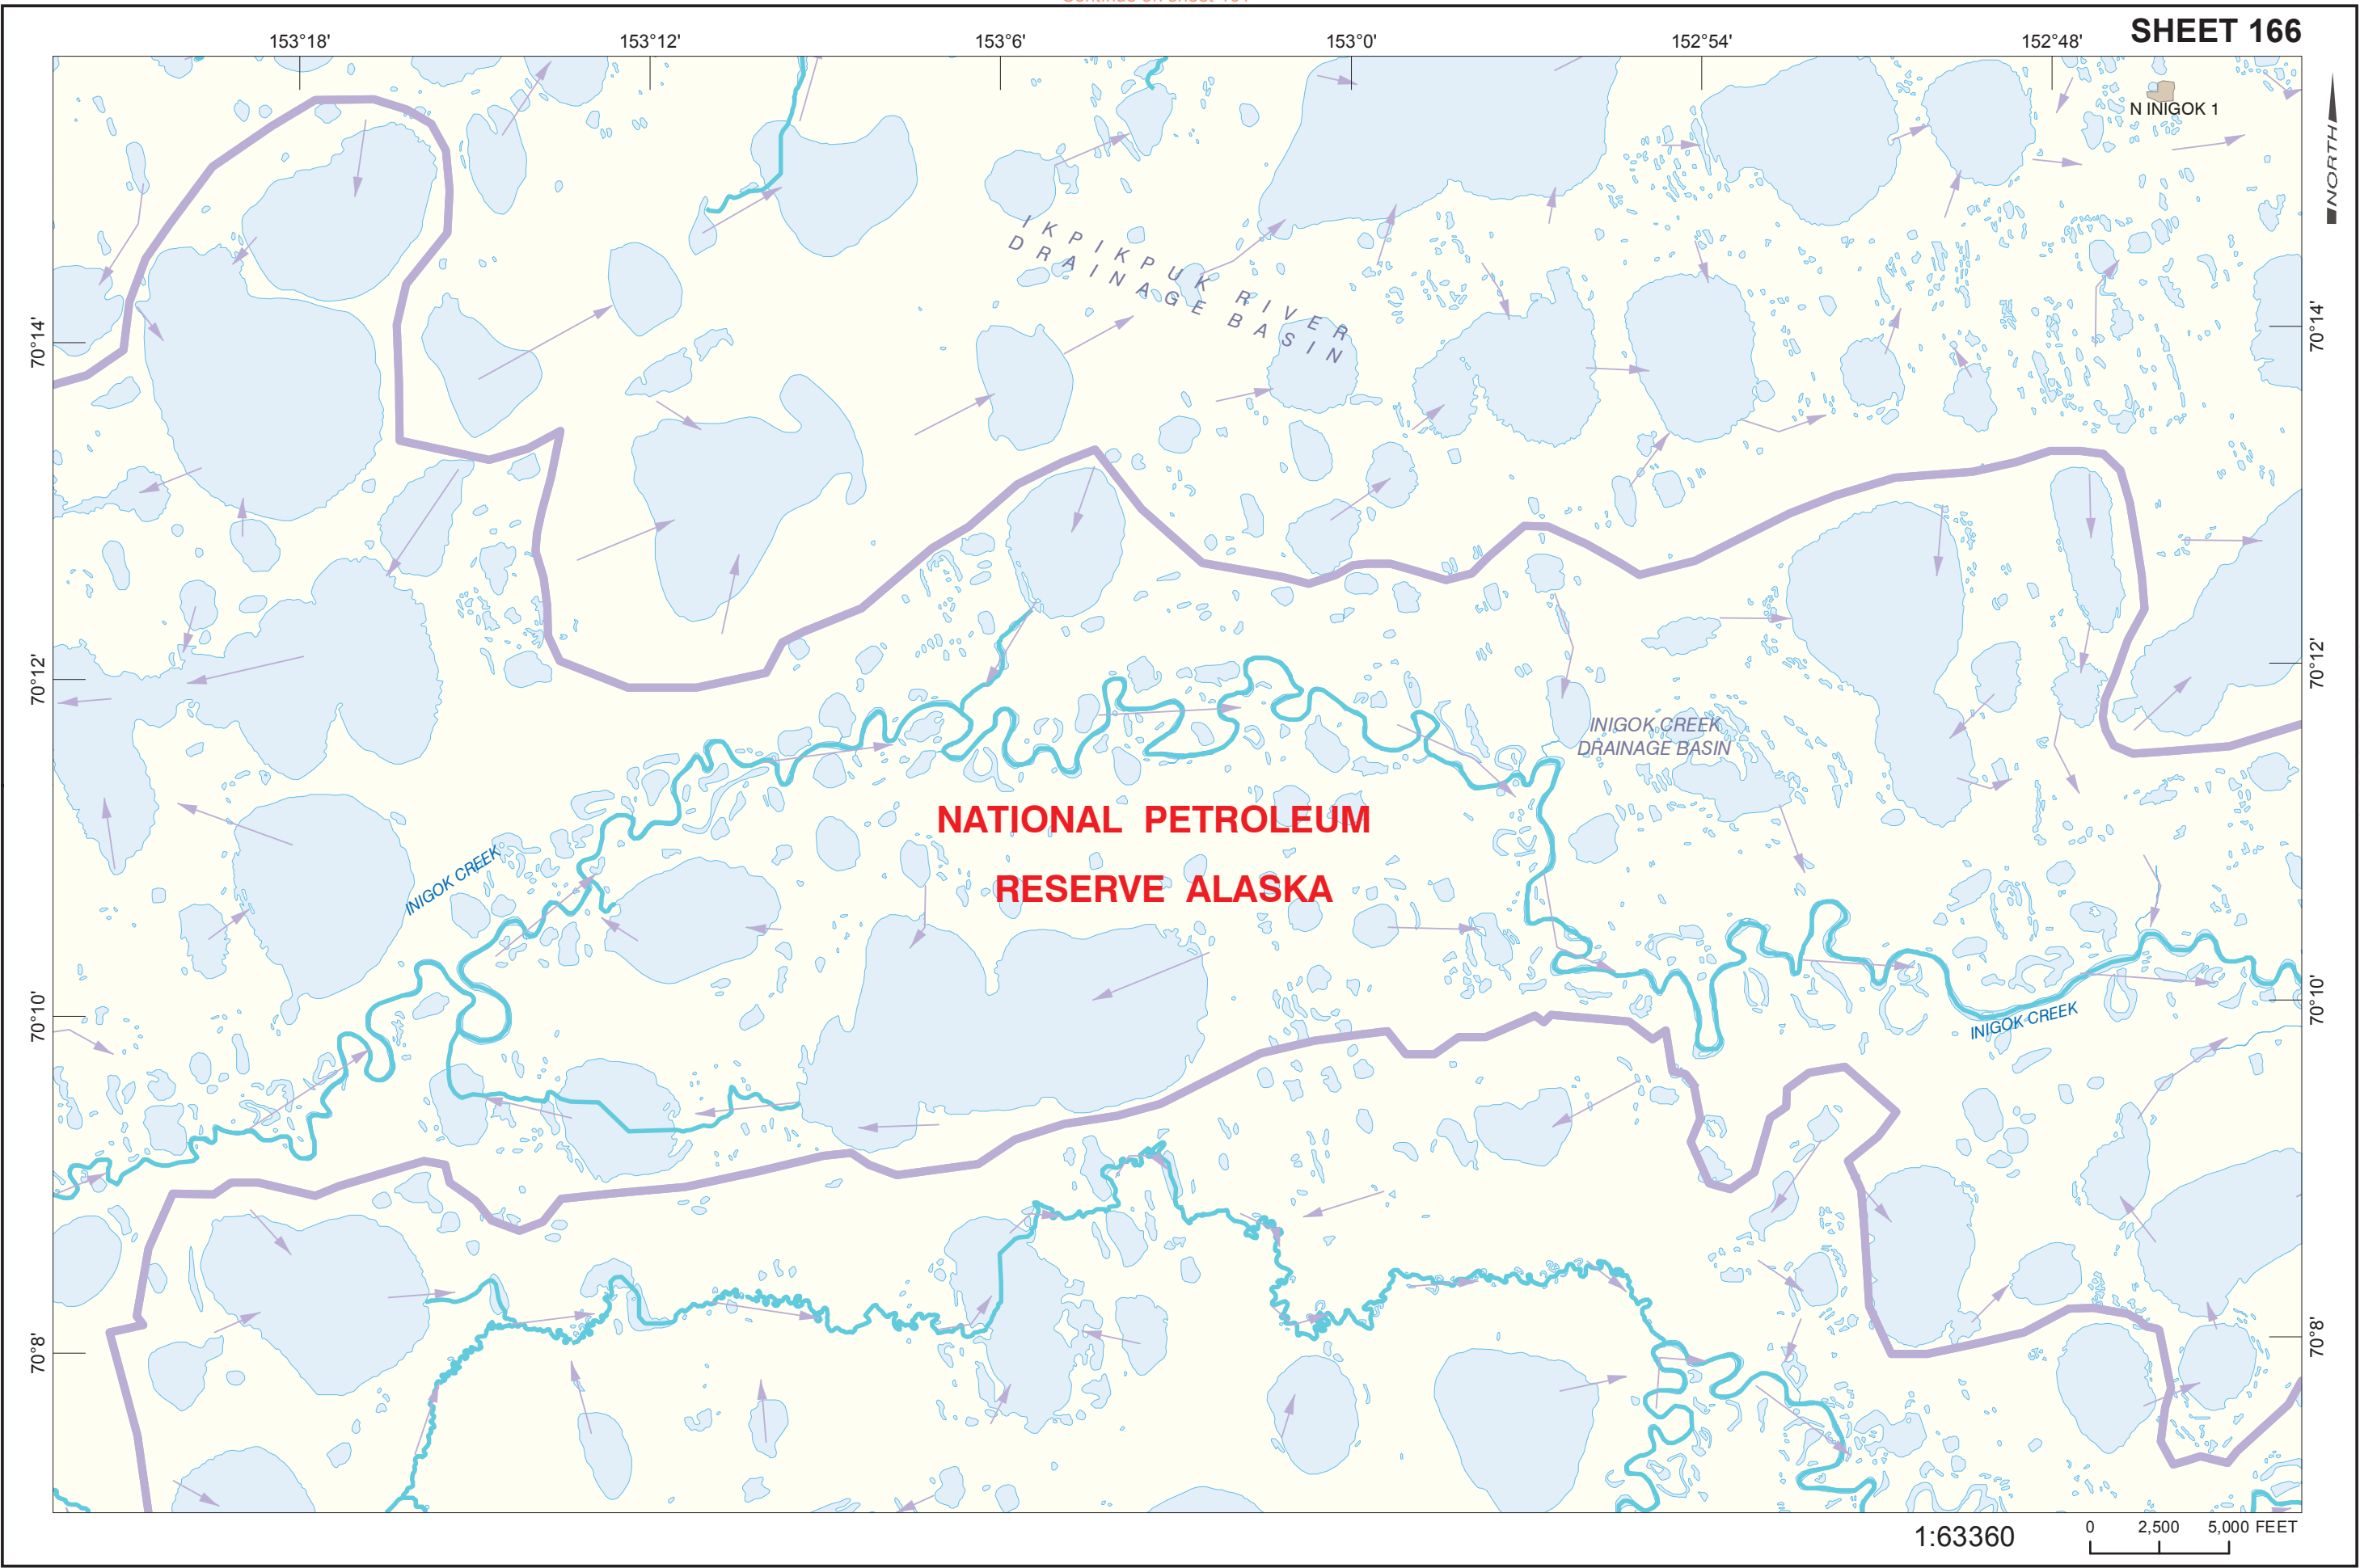 SHEET 166
153°18'
153°12'
153°6'
153°0'
152°54'
152°48'
NORTH
N INIGOK 1
IKPIKPUK RIVER
DRAINAGE BASIN
70°14'
70°14'
70°12'
70°12'
INIGOK CREEK
DRAINAGE BASIN
NATIONAL PETROLEUM
RESERVE ALASKA
INIGOK CREEK
70°10'
70°10'
INIGOK CREEK
70°8'
70°8'
1:63360
0 2,500 5,000 FEET